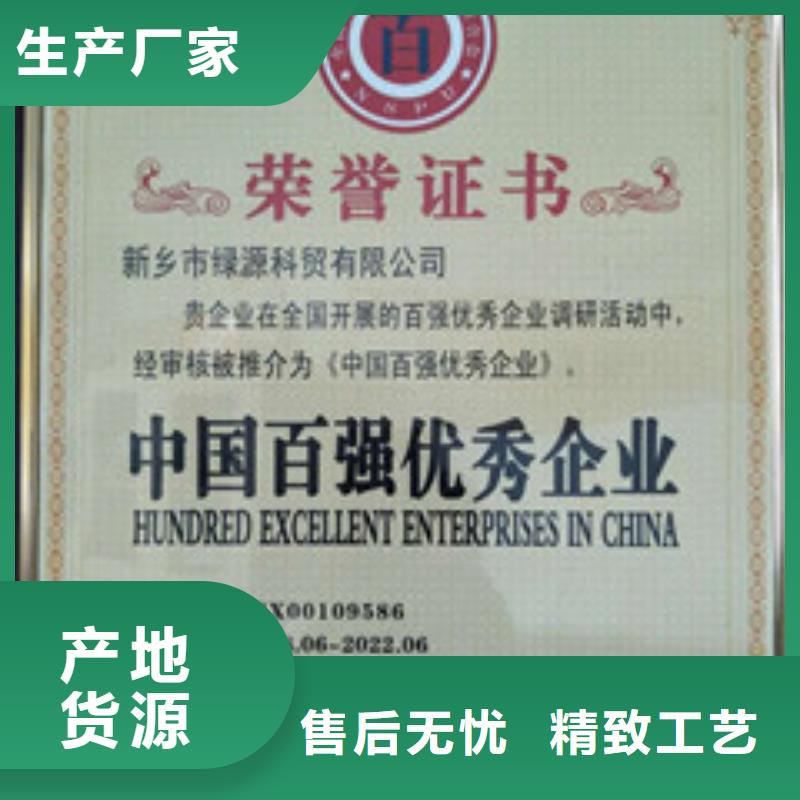 生产厂家
百
NSPU
荣誉证书
新乡市绿源科贸有限公司
贵企业在全国开展的百强优秀企业调研活动中，
经审核被推介为《中国百强优秀企业》。
中国百强优秀企业
HUNDRED EXCELLENT ENTERPRISES IN CHINA
X00109586
.06-2022.06
产地
货源
售后无忧 精致工艺